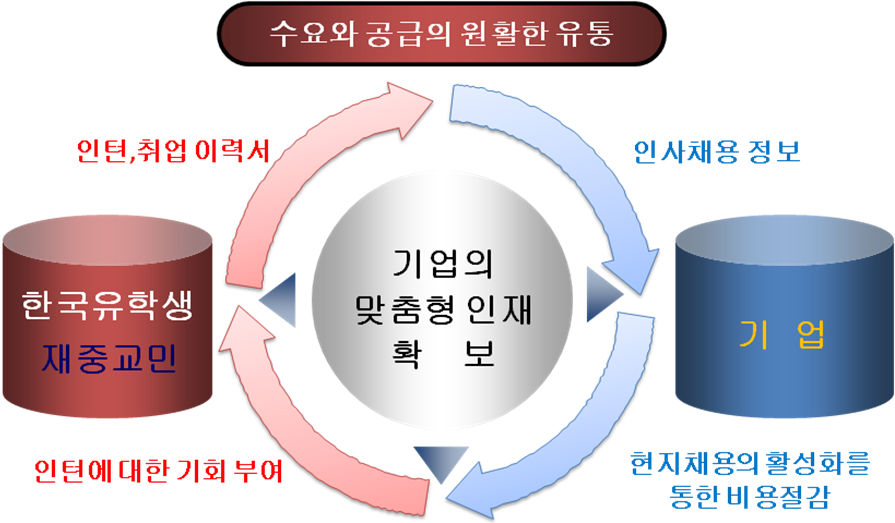 수요와 공급의 원활한 유통
인턴,취업 이력서
인사채용 정보
기업의
맞춤형 인재
확 보
한국유학생
재중교민
기 업
인턴에 대한 기회 부여
현지채용의 활성화를
통한 비용절감